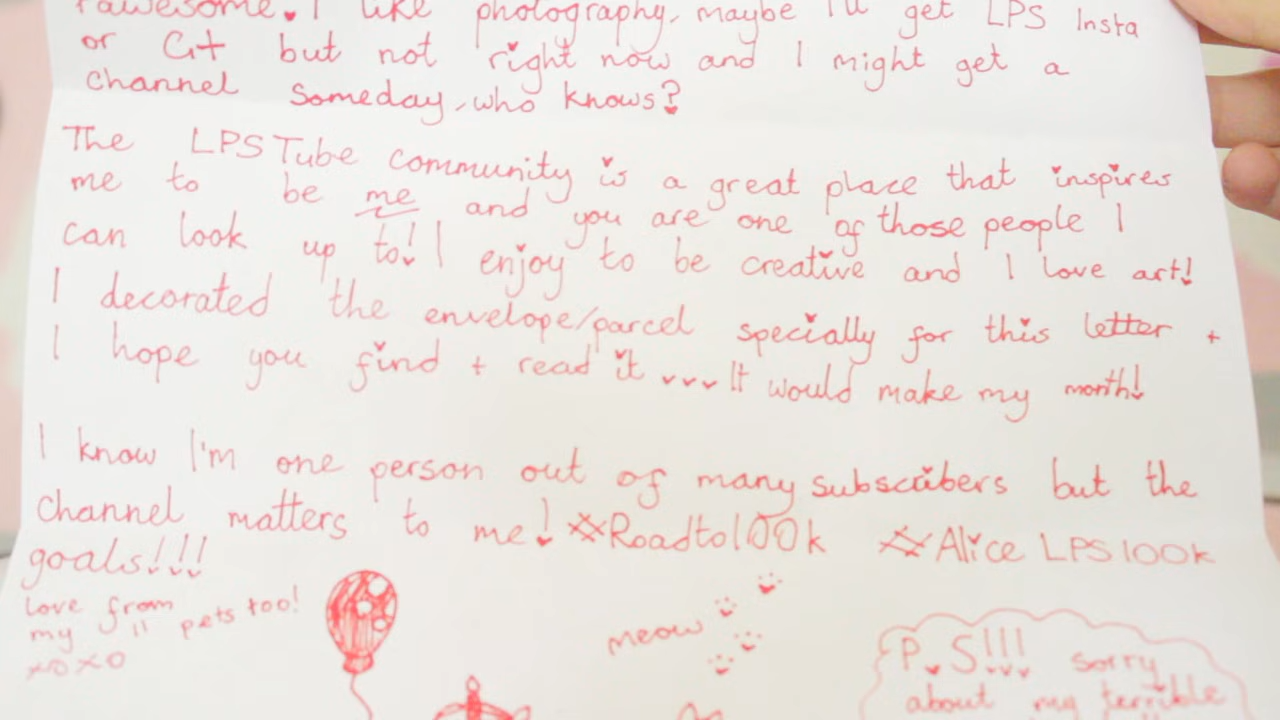 rawesome. I like photography, maybe I'll get LPS Insta
or G+ but not right now and I might get a
channel someday, who knows?
The LPSTube community is a great place that inspires
me to be me and you are one of those people I
can look up to! I enjoy to be creative and I love art!
I decorated the envelope/parcel specially for this letter +
I hope you find + read it ... It would make my month!
I know I'm one person out of many subscribers but the
channel matters to me! #Roadto100k #AliceLPS100k
goals!!!
love from
my 11 pets too!
xoxo
meow
P.S!!! sorry
about my terrible